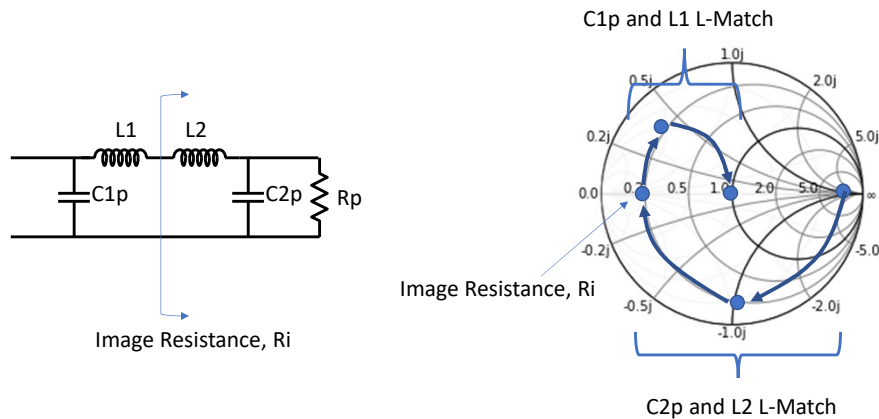 C1p and L1 L-Match
L1
L2
C1p
C2p
Rp
Image Resistance, Ri
1.0j
0.5j
2.0j
0.2j
5.0j
0.0
0.2
0.5
1.0
2.0
5.0
∞
-0.2j
-5.0j
-0.5j
-2.0j
-1.0j
Image Resistance, Ri
C2p and L2 L-Match